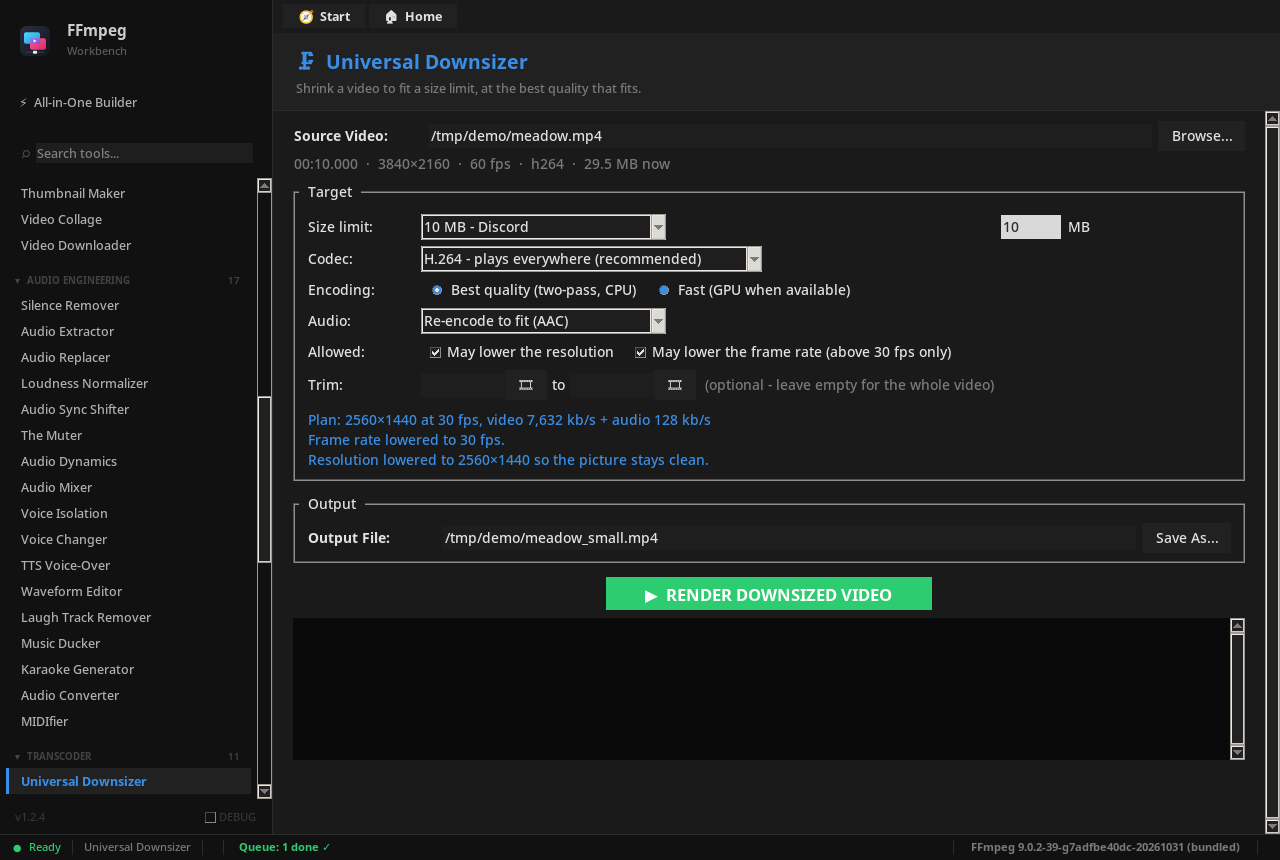 FFmpeg
Workbench
⚡ All-in-One Builder
Search tools...
Thumbnail Maker
Video Collage
Video Downloader
▾ AUDIO ENGINEERING 17
Silence Remover
Audio Extractor
Audio Replacer
Loudness Normalizer
Audio Sync Shifter
The Muter
Audio Dynamics
Audio Mixer
Voice Isolation
Voice Changer
TTS Voice-Over
Waveform Editor
Laugh Track Remover
Music Ducker
Karaoke Generator
Audio Converter
MIDIfier
▾ TRANSCODER 11
Universal Downsizer
v1.2.4 DEBUG
Start Home
Universal Downsizer
Shrink a video to fit a size limit, at the best quality that fits.
Source Video: /tmp/demo/meadow.mp4 Browse...
00:10.000 · 3840×2160 · 60 fps · h264 · 29.5 MB now
Target
Size limit: 10 MB - Discord 10 MB
Codec: H.264 - plays everywhere (recommended)
Encoding: Best quality (two-pass, CPU) Fast (GPU when available)
Audio: Re-encode to fit (AAC)
Allowed: May lower the resolution May lower the frame rate (above 30 fps only)
Trim: to (optional - leave empty for the whole video)
Plan: 2560×1440 at 30 fps, video 7,632 kb/s + audio 128 kb/s
Frame rate lowered to 30 fps.
Resolution lowered to 2560×1440 so the picture stays clean.
Output
Output File: /tmp/demo/meadow_small.mp4 Save As...
▶ RENDER DOWNSIZED VIDEO
● Ready Universal Downsizer Queue: 1 done ✓ FFmpeg 9.0.2-39-g7adfbe40dc-20261031 (bundled)